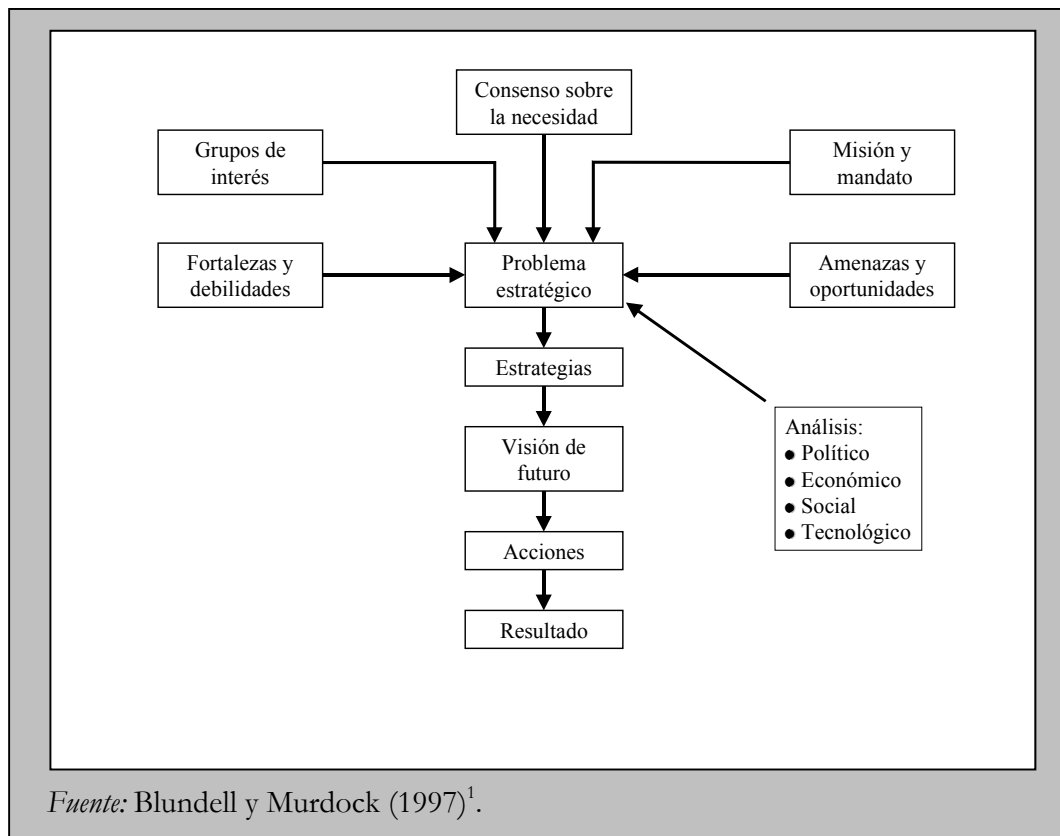 Consenso sobre
la necesidad
Grupos de
interés
Misión y
mandato
Fortalezas y
debilidades
Problema
estratégico
Amenazas y
oportunidades
Estrategias
Visión de
futuro
Análisis:
● Político
● Económico
● Social
● Tecnológico
Acciones
Resultado
Fuente: Blundell y Murdock (1997)¹.